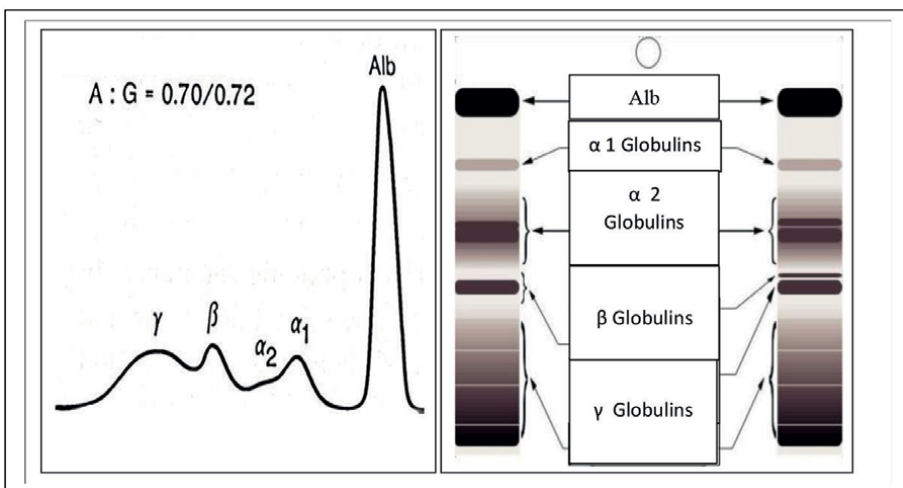 A : G = 0.70/0.72
Alb
γ
β
α2
α1
Alb
α 1 Globulins
α 2
Globulins
β Globulins
γ Globulins